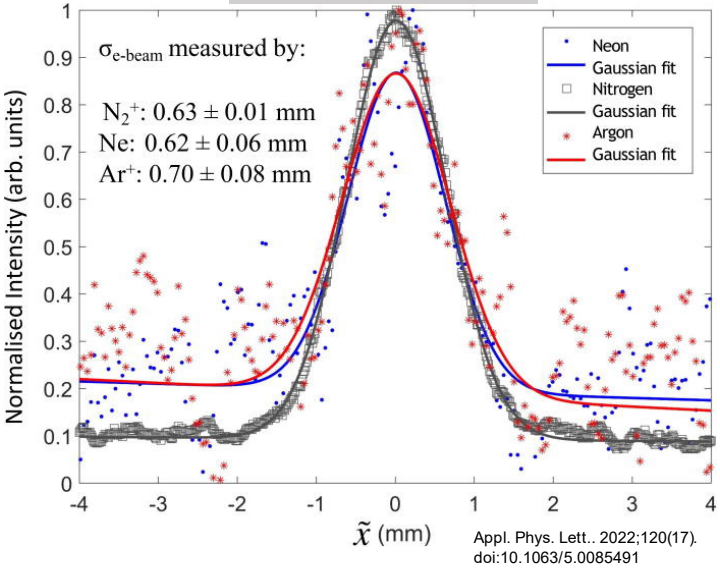 σe-beam measured by:
N2+: 0.63 ± 0.01 mm
Ne: 0.62 ± 0.06 mm
Ar+: 0.70 ± 0.08 mm
Neon
Gaussian fit
Nitrogen
Gaussian fit
Argon
Gaussian fit
Normalised Intensity (arb. units)
1
0.9
0.8
0.7
0.6
0.5
0.4
0.3
0.2
0.1
0
-4 -3 -2 -1 0 1 2 3 4
x̃ (mm)
Appl. Phys. Lett.. 2022;120(17).
doi:10.1063/5.0085491